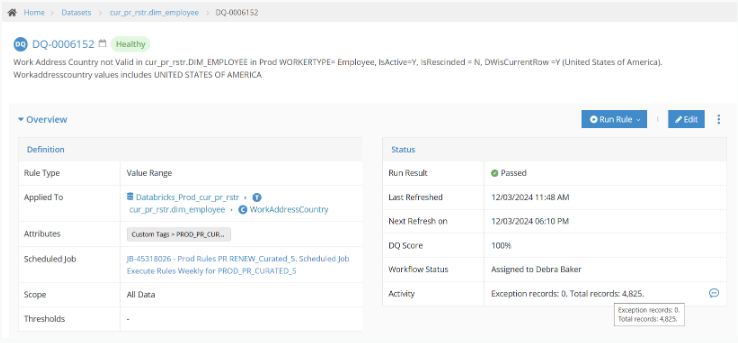 Home > Datasets > cur_pr_rstr.dim_employee > DQ-0006152
DQ DQ-0006152 Healthy
Work Address Country not Valid in cur_pr_rstr.DIM_EMPLOYEE in Prod WORKERTYPE= Employee, IsActive=Y, IsRescinded = N, DWisCurrentRow =Y (United States of America).
Workaddresscountry values includes UNITED STATES OF AMERICA
Overview
Run Rule
Edit
Definition
Rule Type Value Range
Applied To Databricks_Prod_cur_pr_rstr › T
cur_pr_rstr.dim_employee › C WorkAddressCountry
Attributes Custom Tags > PROD_PR_CUR...
Scheduled Job JB-45318026 - Prod Rules PR RENEW_Curated_5, Scheduled Job
Execute Rules Weekly for PROD_PR_CURATED_5
Scope All Data
Thresholds -
Status
Run Result Passed
Last Refreshed 12/03/2024 11:48 AM
Next Refresh on 12/03/2024 06:10 PM
DQ Score 100%
Workflow Status Assigned to Debra Baker
Activity Exception records: 0. Total records: 4,825.
Exception records: 0.
Total records: 4,825.